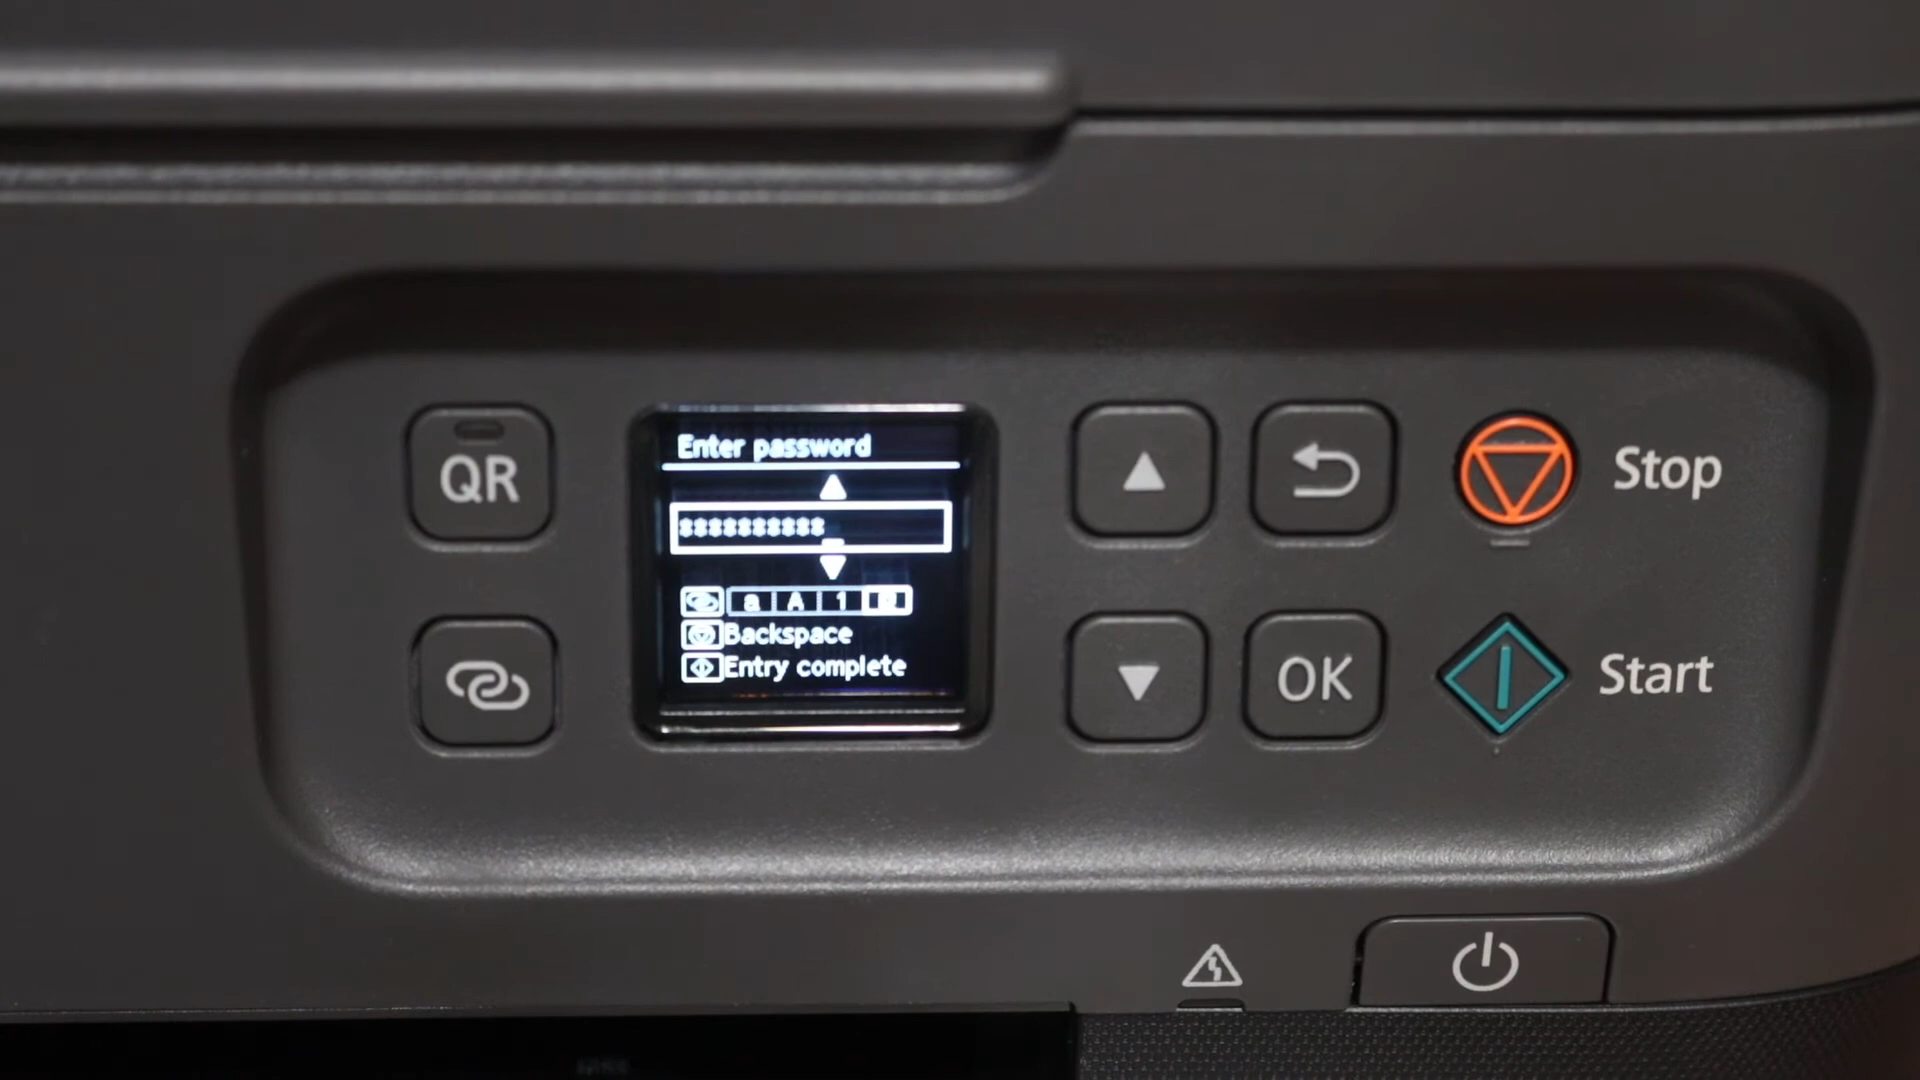 Enter password
**********
a A 1
Backspace
Entry complete
QR
OK
Stop
Start